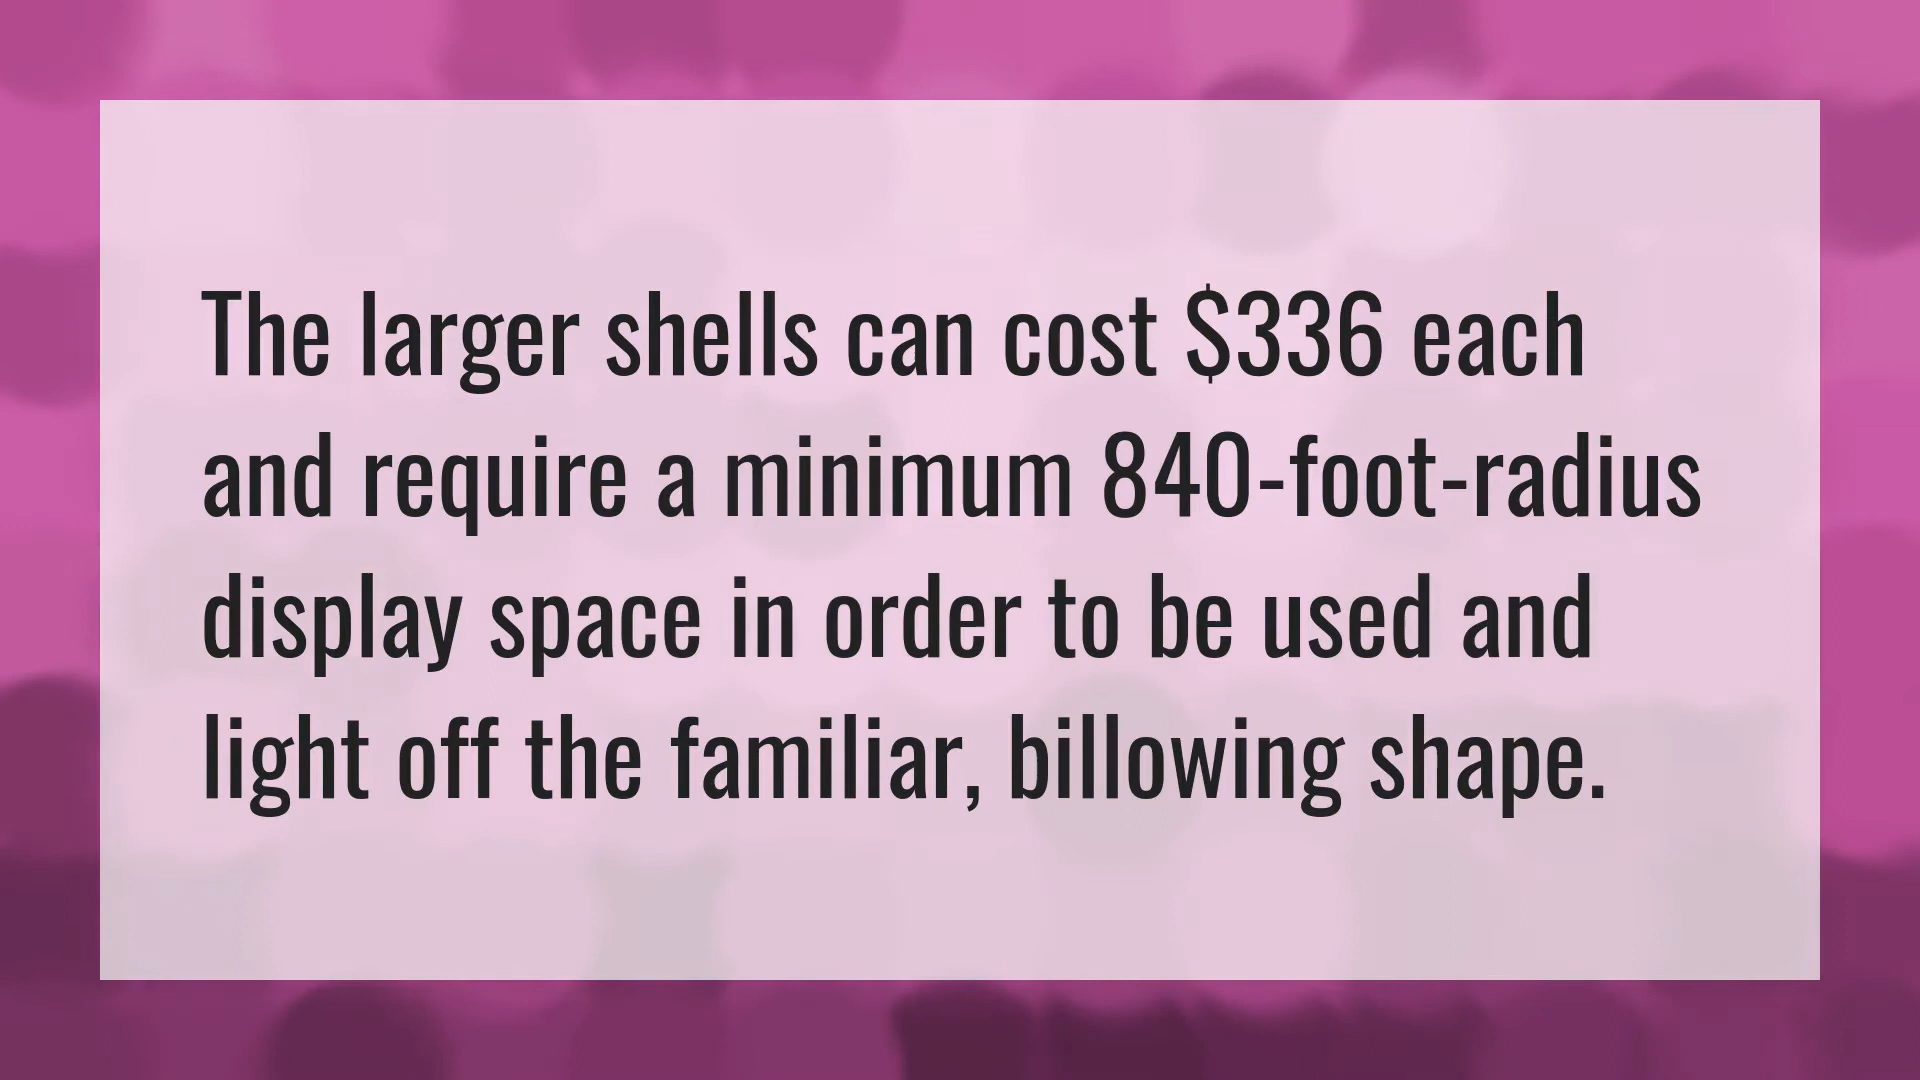 The larger shells can cost $336 each
and require a minimum 840-foot-radius
display space in order to be used and
light off the familiar, billowing shape.